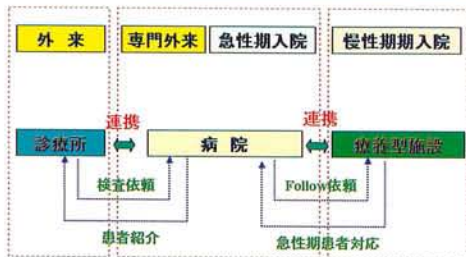 外来
専門外来
急性期入院
慢性期期入院
連携
連携
診療所
病院
療養型施設
検査依頼
Follow依頼
患者紹介
急性期患者対応